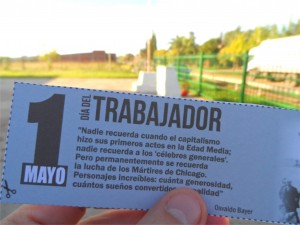 1
MAYO
DÍA DEL
TRABAJADOR
"Nadie recuerda cuando el capitalismo
hizo sus primeros actos en la Edad Media;
nadie recuerda a los 'célebres generales'.
Pero permanentemente se recuerda
la lucha de los Mártires de Chicago.
Personajes increíbles: cuánta generosidad,
cuántos sueños convertidos
Osvaldo Bayer